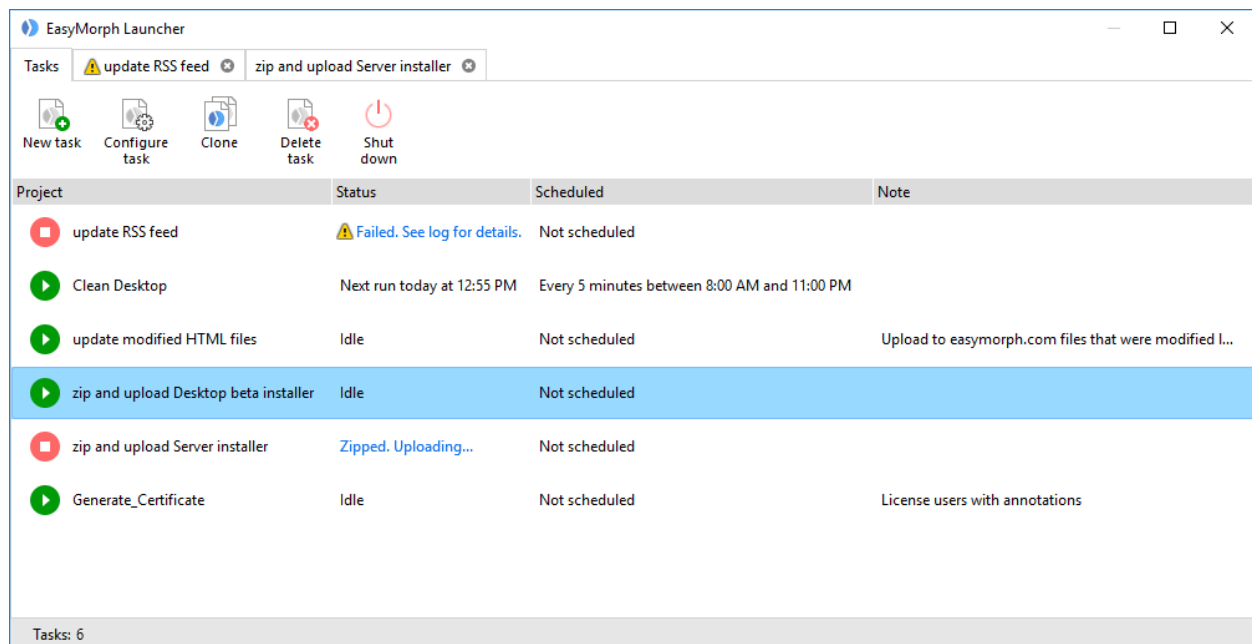 EasyMorph Launcher
Tasks
update RSS feed
zip and upload Server installer
New task
Configure
task
Clone
Delete
task
Shut
down
Project Status Scheduled Note
update RSS feed Failed. See log for details. Not scheduled
Clean Desktop Next run today at 12:55 PM Every 5 minutes between 8:00 AM and 11:00 PM
update modified HTML files Idle Not scheduled Upload to easymorph.com files that were modified l...
zip and upload Desktop beta installer Idle Not scheduled
zip and upload Server installer Zipped. Uploading... Not scheduled
Generate_Certificate Idle Not scheduled License users with annotations
Tasks: 6